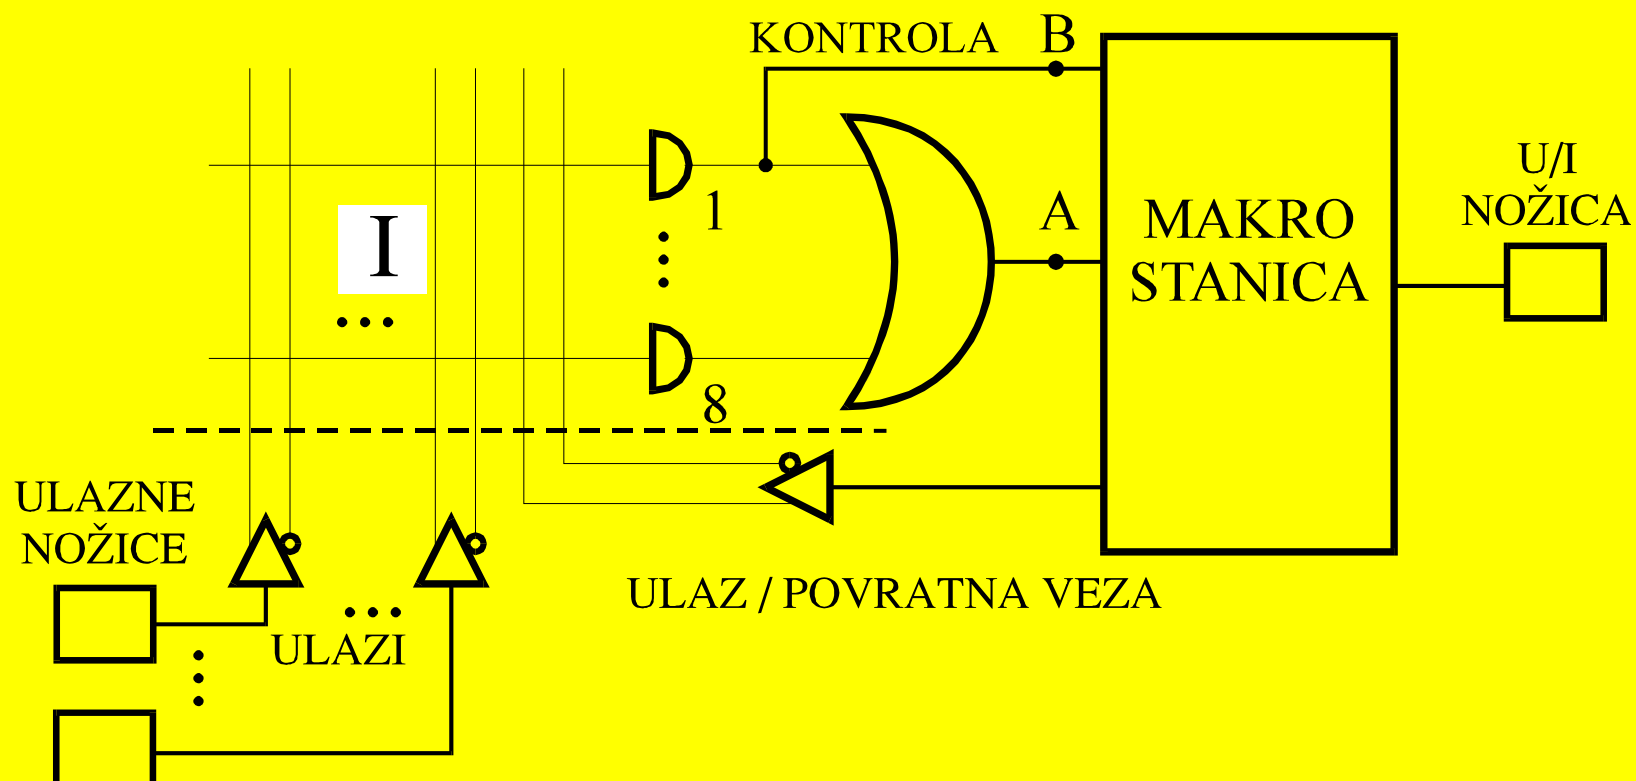 KONTROLA B
U/I
NOŽICA
1
A
MAKRO
STANICA
I
8
ULAZNE
NOŽICE
ULAZ / POVRATNA VEZA
ULAZI